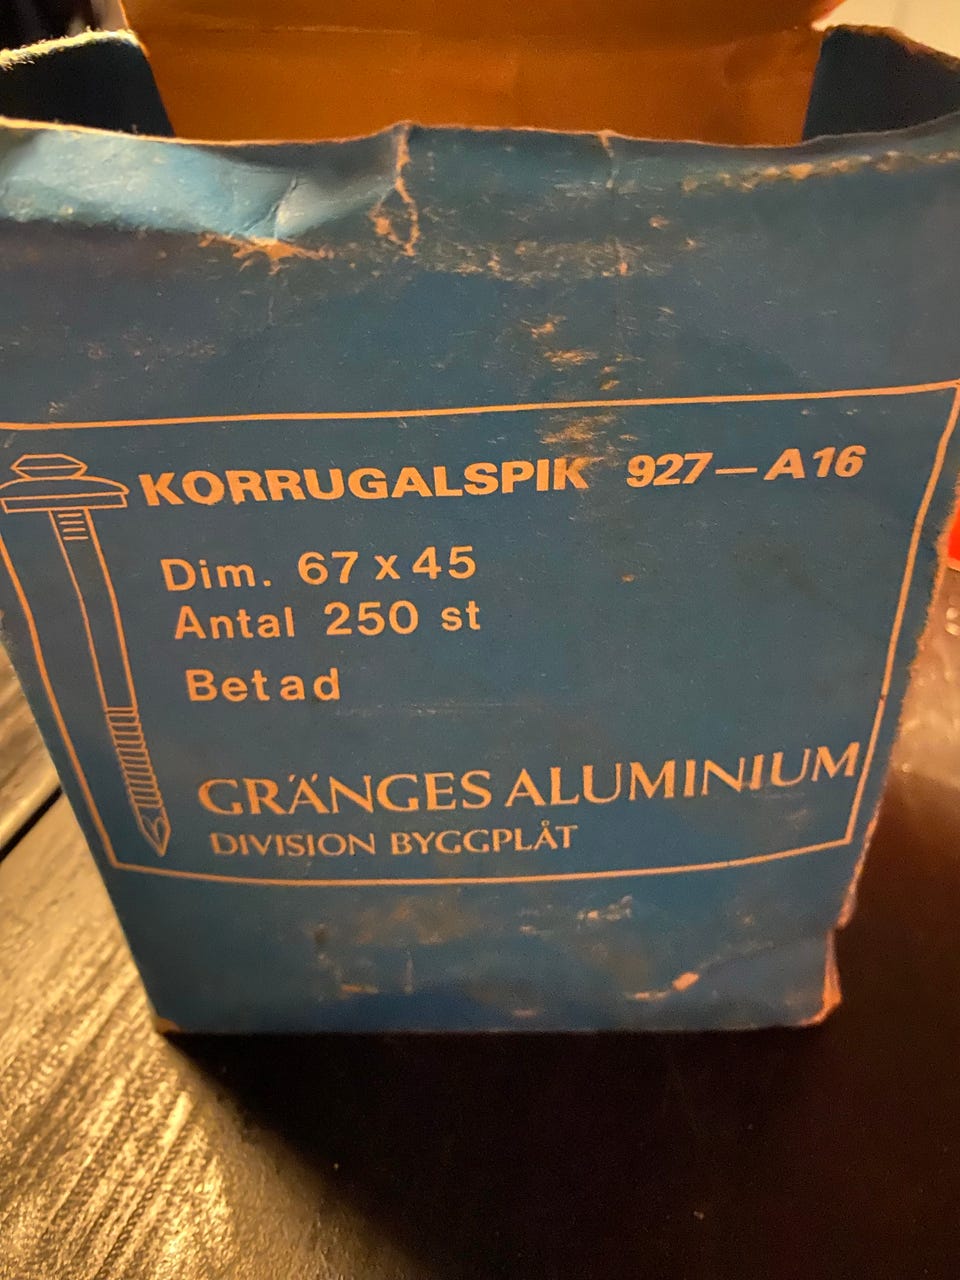 KORRUGALSPIK 927—A16
Dim. 67 x 45
Antal 250 st
Betad
GRÄNGES ALUMINIUM
DIVISION BYGGPLÅT